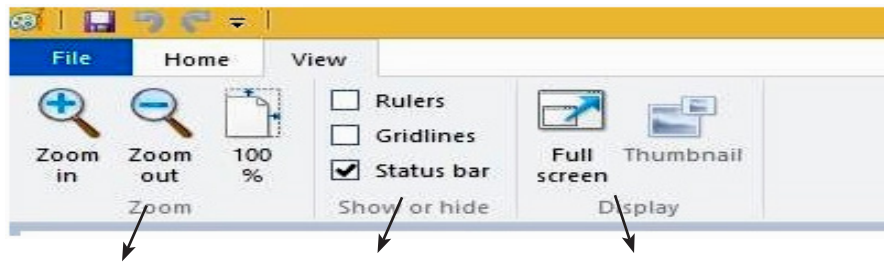 File Home View
Rulers
Gridlines
Status bar
Zoom in
Zoom out
100 %
Full screen
Thumbnail
Zoom Show or hide Display